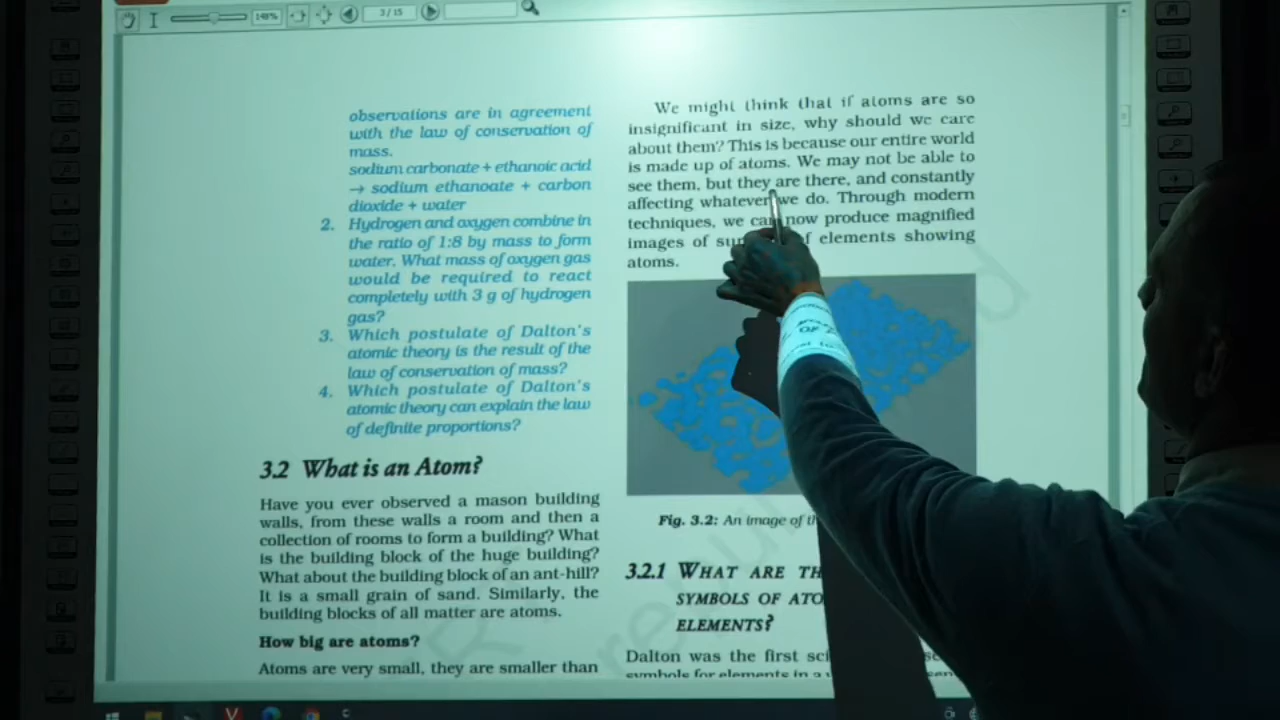 148%
3 / 15
observations are in agreement
with the law of conservation of
mass.
sodium carbonate + ethanoic acid
→ sodium ethanoate + carbon
dioxide + water
2. Hydrogen and oxygen combine in
the ratio of 1:8 by mass to form
water. What mass of oxygen gas
would be required to react
completely with 3 g of hydrogen
gas?
3. Which postulate of Dalton's
atomic theory is the result of the
law of conservation of mass?
4. Which postulate of Dalton's
atomic theory can explain the law
of definite proportions?
3.2 What is an Atom?
Have you ever observed a mason building
walls, from these walls a room and then a
collection of rooms to form a building? What
is the building block of the huge building?
What about the building block of an ant-hill?
It is a small grain of sand. Similarly, the
building blocks of all matter are atoms.
How big are atoms?
Atoms are very small, they are smaller than
We might think that if atoms are so
insignificant in size, why should we care
about them? This is because our entire world
is made up of atoms. We may not be able to
see them, but they are there, and constantly
affecting whatever we do. Through modern
techniques, we can now produce magnified
images of of elements showing
atoms.
Fig. 3.2: An image of
3.2.1 WHAT ARE
SYMBOLS OF
ELEMENTS?
Dalton was the first
symbols for elements in a